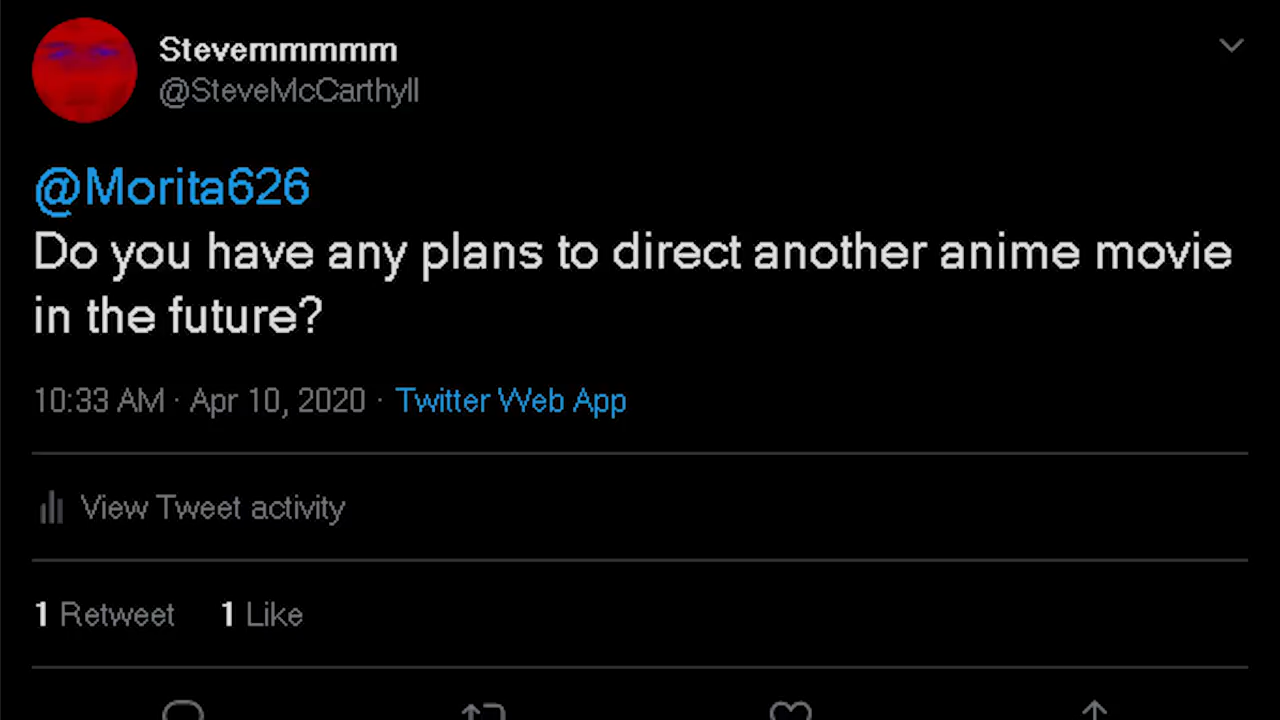 Stevemmmmm
@SteveMcCarthyII
@Morita626
Do you have any plans to direct another anime movie
in the future?
10:33 AM · Apr 10, 2020 · Twitter Web App
View Tweet activity
1 Retweet 1 Like